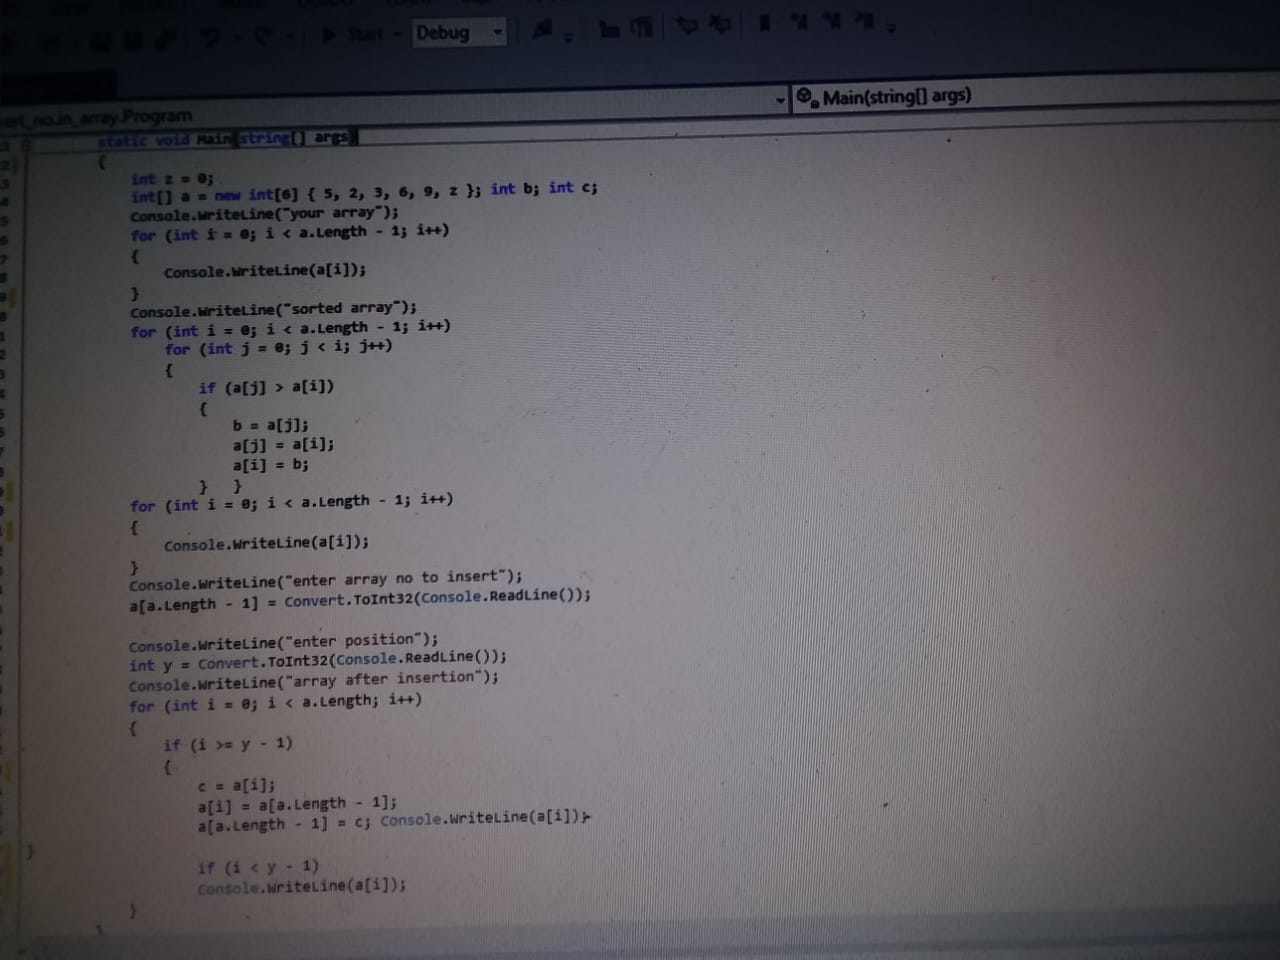 Start
Debug
ert_no.in_array.Program
Main(string[] args)
static void Main(string[] args)
{
int z = 0;
int[] a = new int[6] { 5, 2, 3, 6, 9, z }; int b; int c;
Console.WriteLine("your array");
for (int i = 0; i < a.Length - 1; i++)
{
Console.WriteLine(a[i]);
}
Console.WriteLine("sorted array");
for (int i = 0; i < a.Length - 1; i++)
for (int j = 0; j < i; j++)
{
if (a[j] > a[i])
{
b = a[j];
a[j] = a[i];
a[i] = b;
} }
for (int i = 0; i < a.Length - 1; i++)
{
Console.WriteLine(a[i]);
}
Console.WriteLine("enter array no to insert");
a[a.Length - 1] = Convert.ToInt32(Console.ReadLine());
Console.WriteLine("enter position");
int y = Convert.ToInt32(Console.ReadLine());
Console.WriteLine("array after insertion");
for (int i = 0; i < a.Length; i++)
{
if (i >= y - 1)
{
c = a[i];
a[i] = a[a.Length - 1];
a[a.Length - 1] = c; Console.WriteLine(a[i]);
}
if (i < y - 1)
Console.WriteLine(a[i]);
}